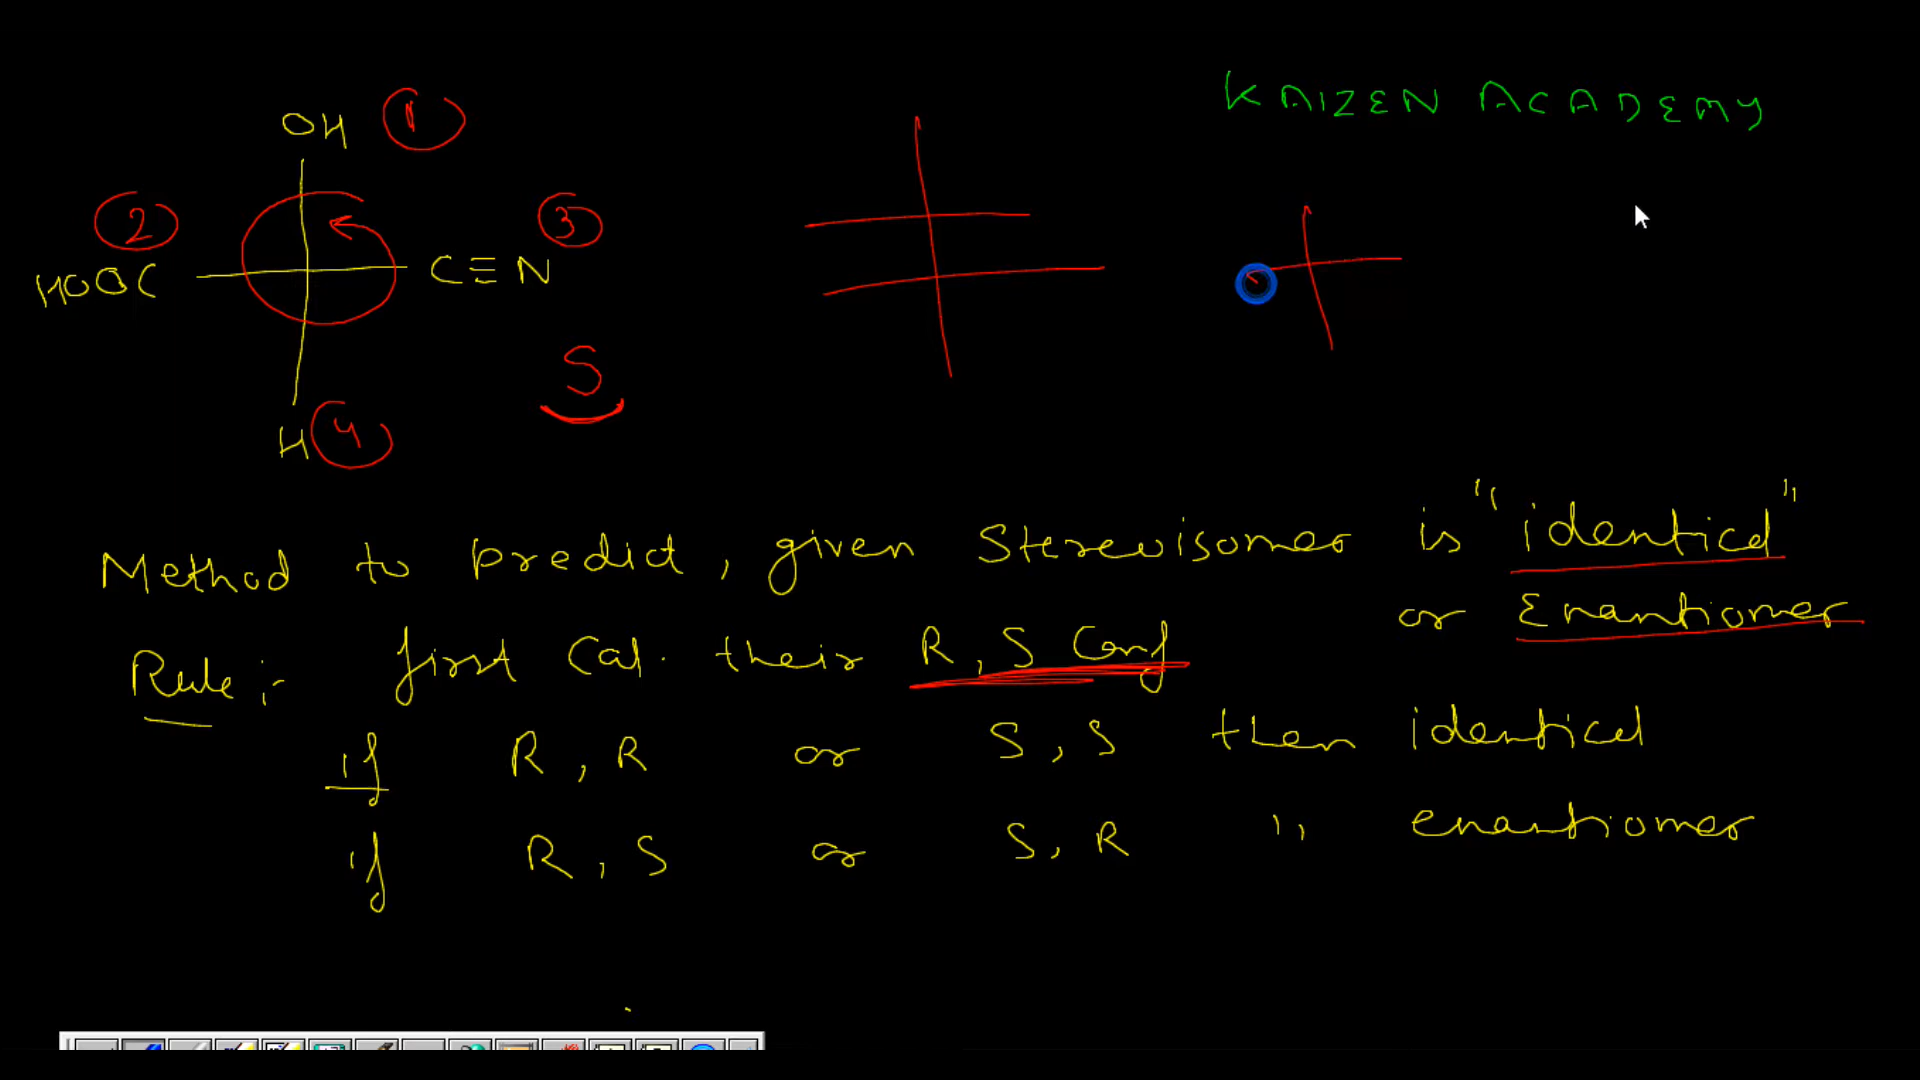 KAIZEN ACADEMY
OH 1
2 3
HOOC C≡N
S
H 4
Method to predict, given Stereoisomer is "identical"
or Enantiomer
Rule:- first Cal. their R, S Conf
if R, R or S, S then identical
if R, S or S, R " enantiomer